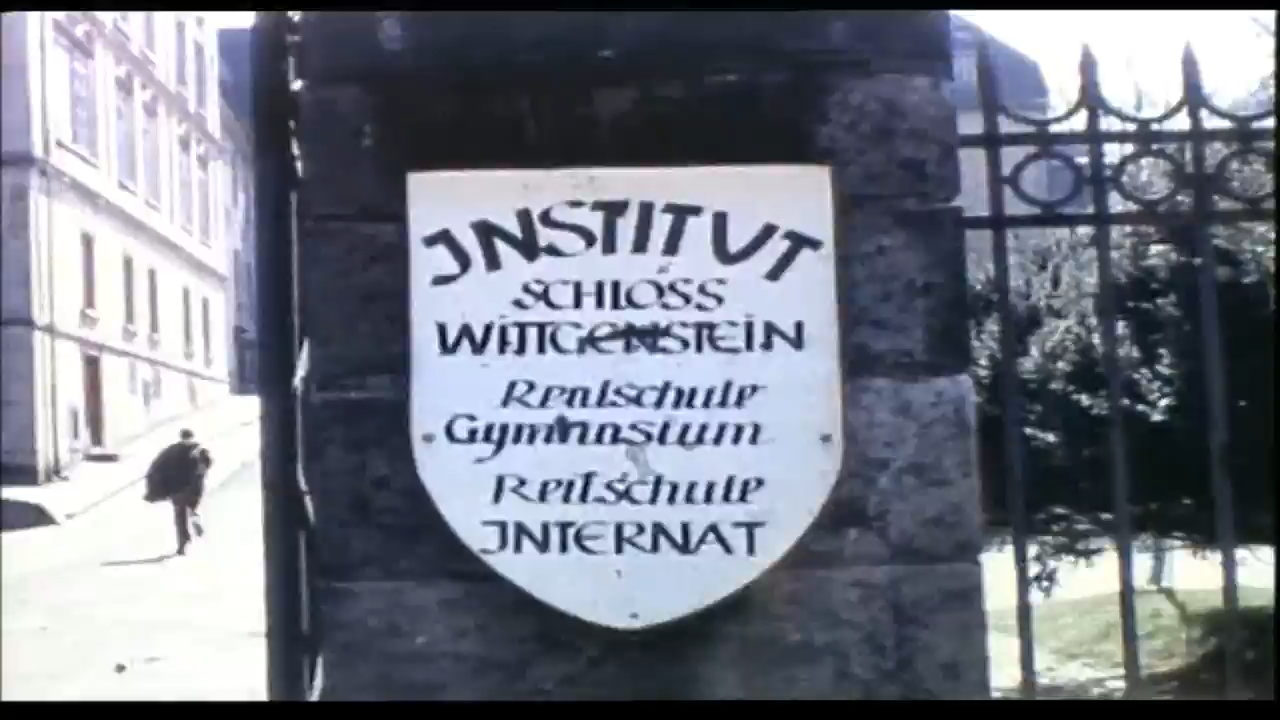 JNSTITUT
SCHLOSS
WITTGENSTEIN
Realschule
Gymnasium
Reitschule
JNTERNAT